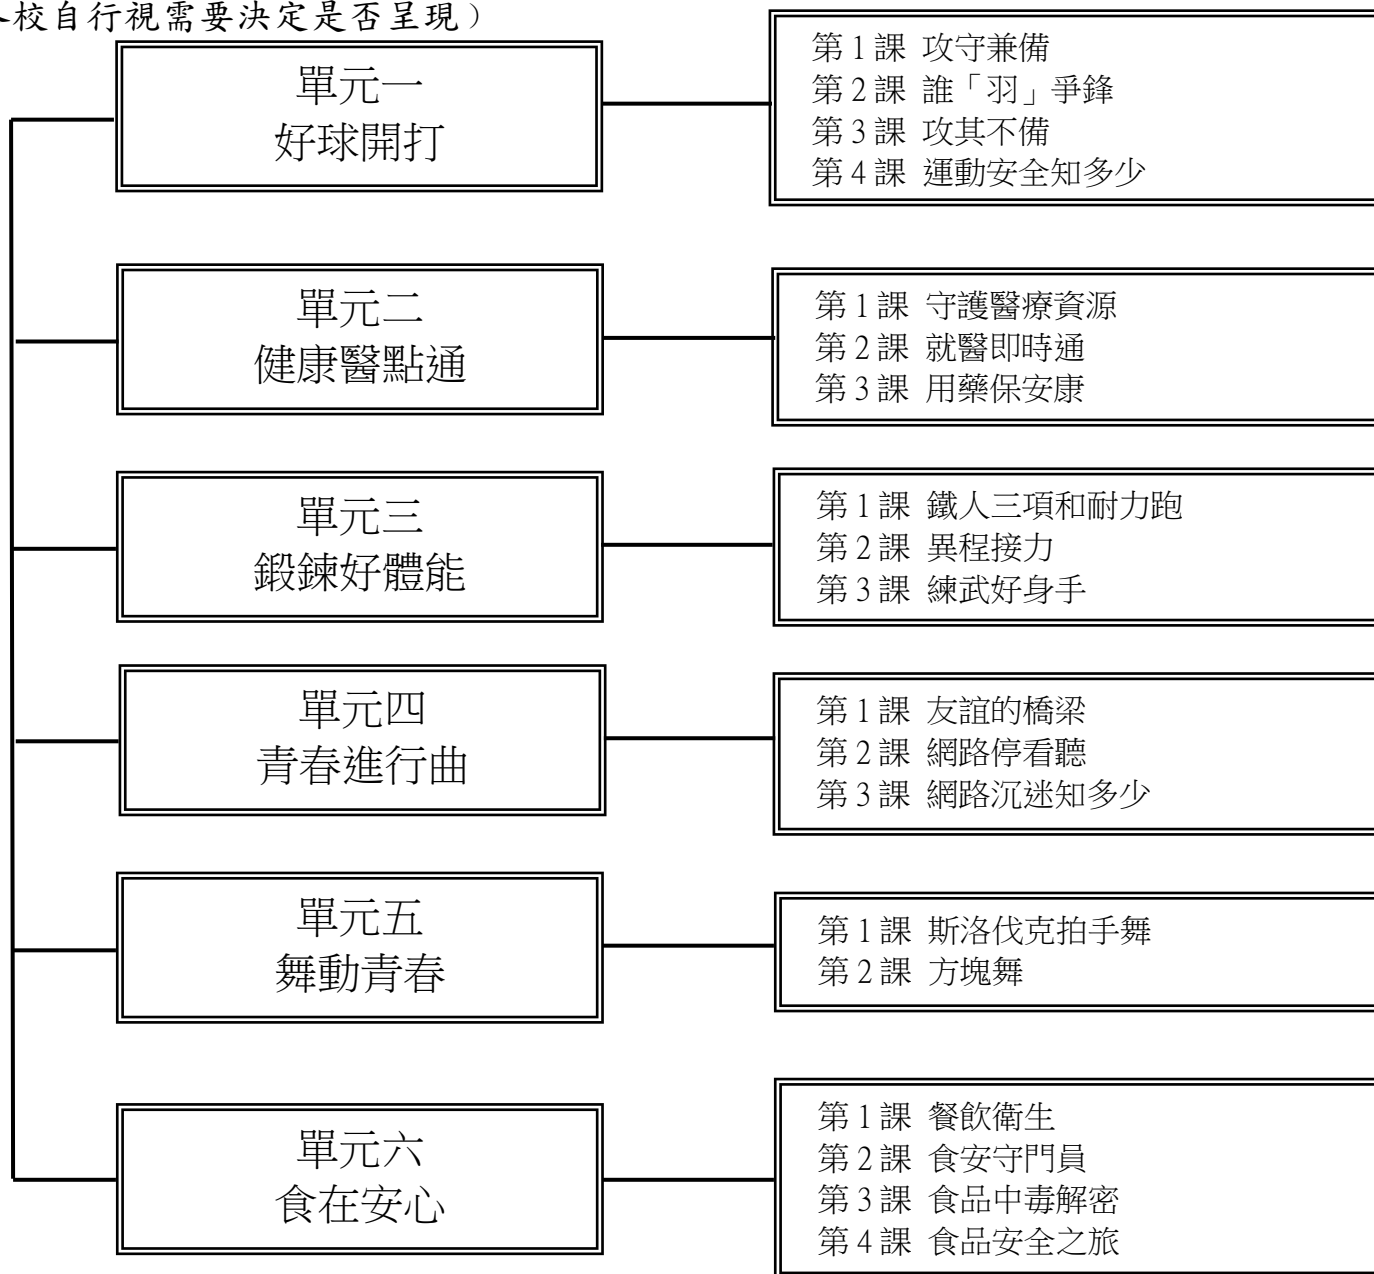 校自行視需要決定是否呈現）
單元一
好球開打
第1課 攻守兼備
第2課 誰「羽」爭鋒
第3課 攻其不備
第4課 運動安全知多少
單元二
健康醫點通
第1課 守護醫療資源
第2課 就醫即時通
第3課 用藥保安康
單元三
鍛鍊好體能
第1課 鐵人三項和耐力跑
第2課 異程接力
第3課 練武好身手
單元四
青春進行曲
第1課 友誼的橋梁
第2課 網路停看聽
第3課 網路沉迷知多少
單元五
舞動青春
第1課 斯洛伐克拍手舞
第2課 方塊舞
單元六
食在安心
第1課 餐飲衛生
第2課 食安守門員
第3課 食品中毒解密
第4課 食品安全之旅